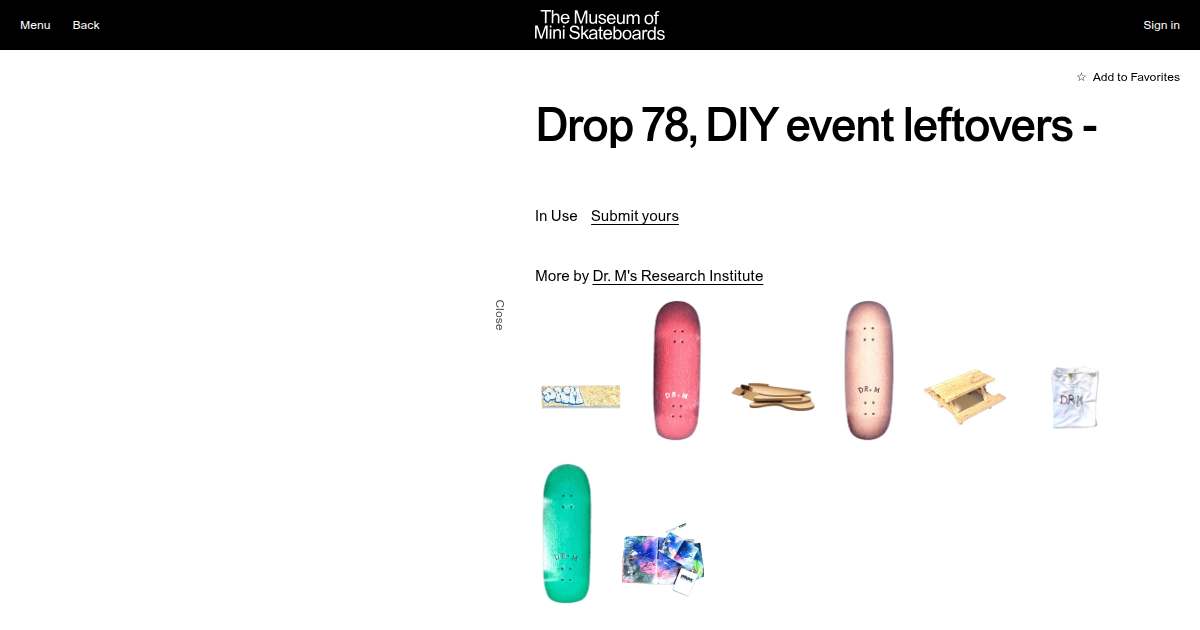 Menu Back
The Museum of
Mini Skateboards
Sign in
☆ Add to Favorites
Drop 78, DIY event leftovers -
In Use Submit yours
More by Dr. M's Research Institute
Close
DR. M
DR. M
DR M
DR. M